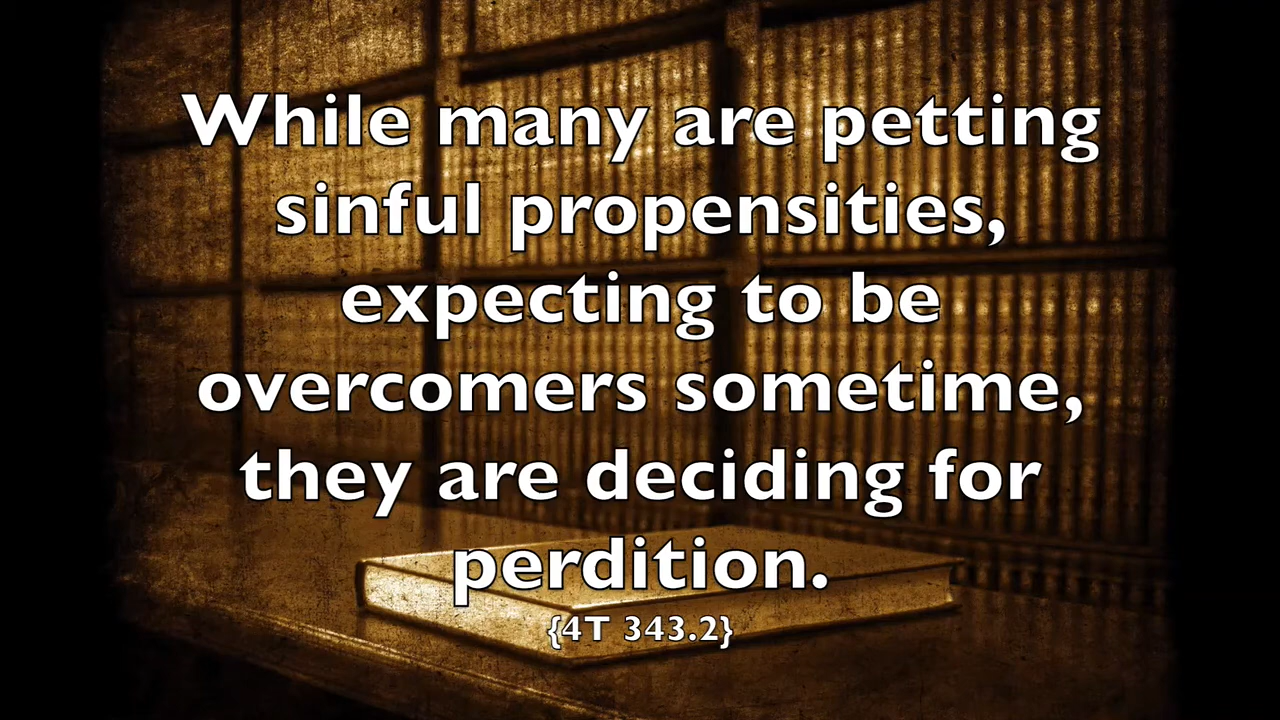 While many are petting
sinful propensities,
expecting to be
overcomers sometime,
they are deciding for
perdition.
{4T 343.2}